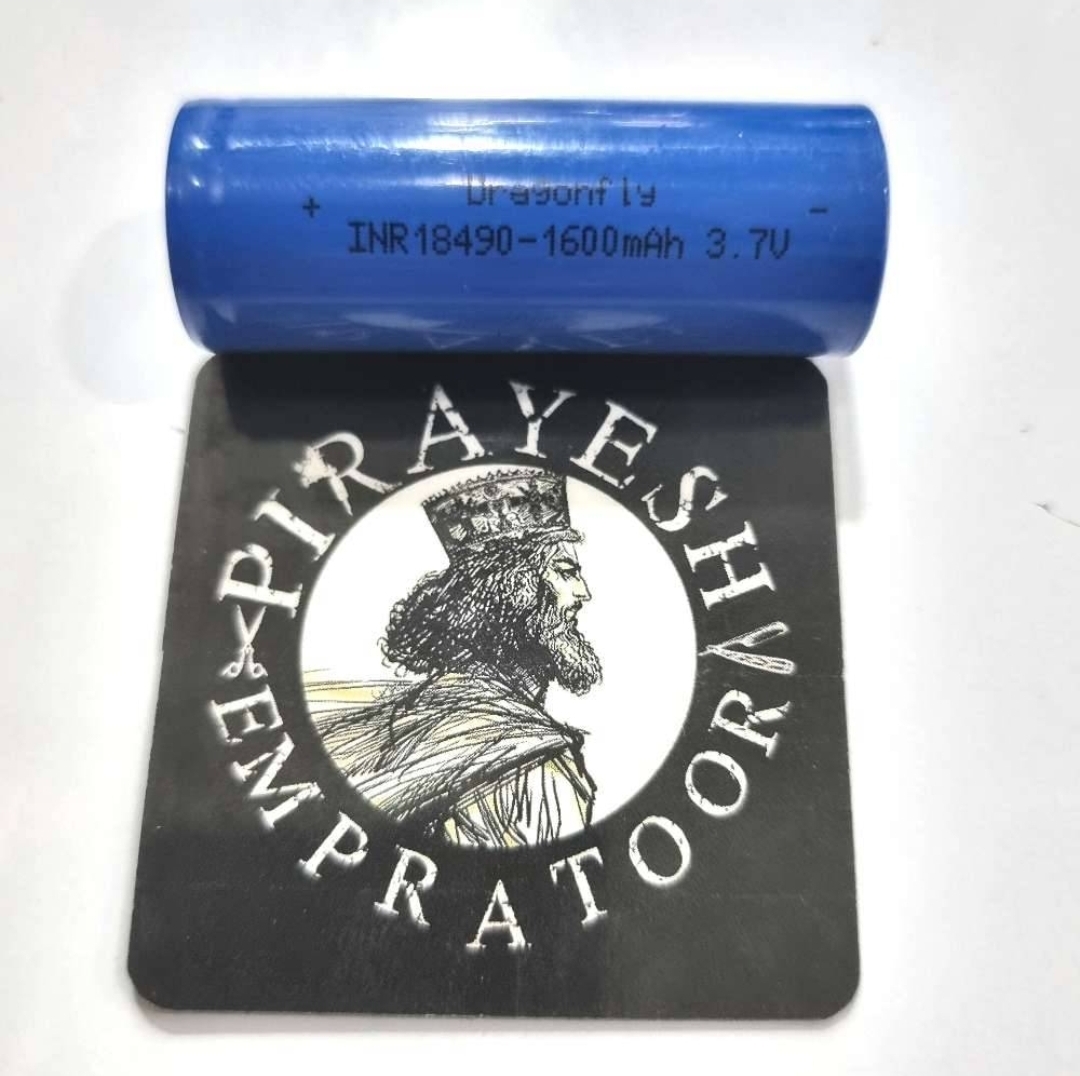 Dragonfly
+ -
INR18490-1600mAh 3.7V
PIRAYESH
EMPRATOOR